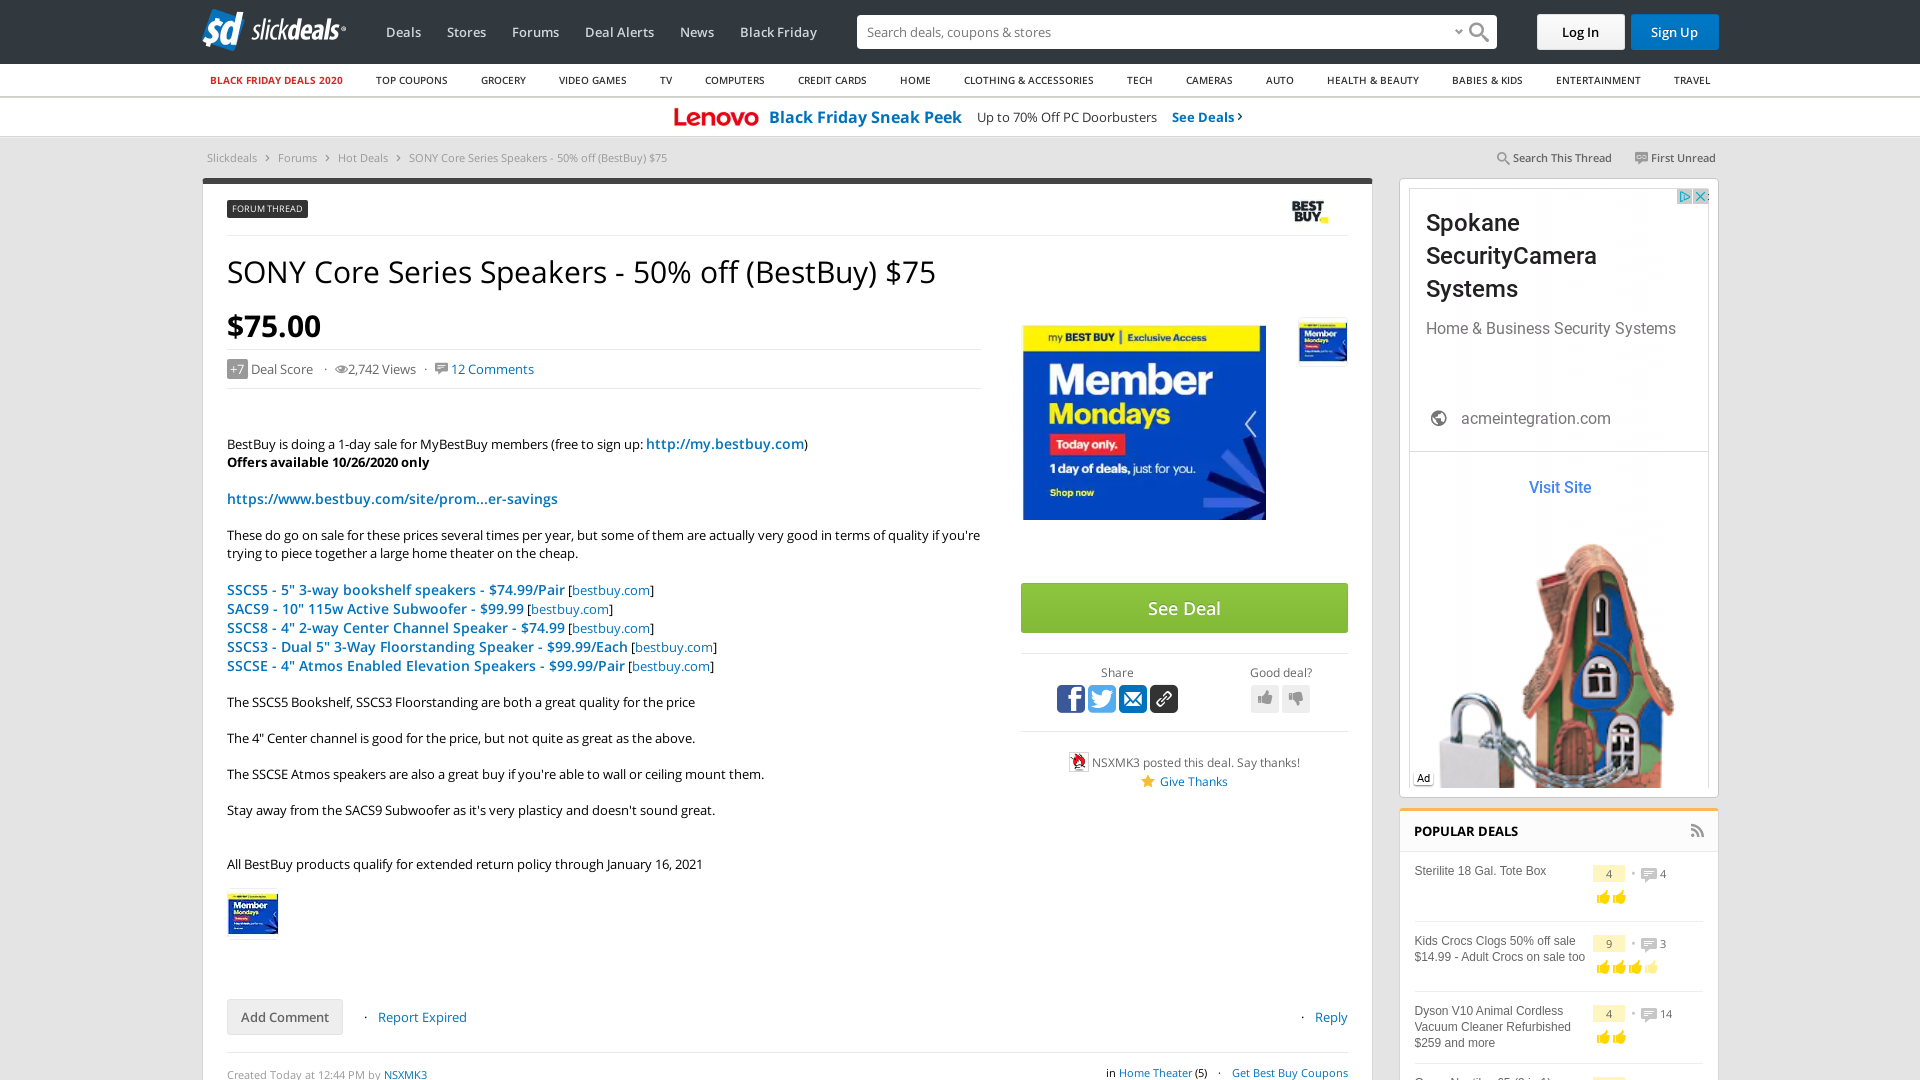 sd slickdeals
Deals Stores Forums Deal Alerts News Black Friday
Search deals, coupons & stores
Log In Sign Up
BLACK FRIDAY DEALS 2020 TOP COUPONS GROCERY VIDEO GAMES TV COMPUTERS CREDIT CARDS HOME CLOTHING & ACCESSORIES TECH CAMERAS AUTO HEALTH & BEAUTY BABIES & KIDS ENTERTAINMENT TRAVEL
Lenovo Black Friday Sneak Peek Up to 70% Off PC Doorbusters See Deals
Slickdeals › Forums › Hot Deals › SONY Core Series Speakers - 50% off (BestBuy) $75
Search This Thread First Unread
FORUM THREAD
BEST
BUY
SONY Core Series Speakers - 50% off (BestBuy) $75
$75.00
+7 Deal Score · 2,742 Views · 12 Comments
BestBuy is doing a 1-day sale for MyBestBuy members (free to sign up: http://my.bestbuy.com)
Offers available 10/26/2020 only
https://www.bestbuy.com/site/prom...er-savings
These do go on sale for these prices several times per year, but some of them are actually very good in terms of quality if you're
trying to piece together a large home theater on the cheap.
SSCS5 - 5" 3-way bookshelf speakers - $74.99/Pair [bestbuy.com]
SACS9 - 10" 115w Active Subwoofer - $99.99 [bestbuy.com]
SSCS8 - 4" 2-way Center Channel Speaker - $74.99 [bestbuy.com]
SSCS3 - Dual 5" 3-Way Floorstanding Speaker - $99.99/Each [bestbuy.com]
SSCSE - 4" Atmos Enabled Elevation Speakers - $99.99/Pair [bestbuy.com]
The SSCS5 Bookshelf, SSCS3 Floorstanding are both a great quality for the price
The 4" Center channel is good for the price, but not quite as great as the above.
The SSCSE Atmos speakers are also a great buy if you're able to wall or ceiling mount them.
Stay away from the SACS9 Subwoofer as it's very plasticy and doesn't sound great.
All BestBuy products qualify for extended return policy through January 16, 2021
Member
Mondays
Add Comment · Report Expired
· Reply
Created Today at 12:44 PM by NSXMK3
in Home Theater (5) · Get Best Buy Coupons
my BEST BUY | Exclusive Access
Member
Mondays
Today only.
1 day of deals, just for you.
Shop now
Member
Mondays
See Deal
Share
Good deal?
NSXMK3 posted this deal. Say thanks!
Give Thanks
Spokane
SecurityCamera
Systems
Home & Business Security Systems
acmeintegration.com
Visit Site
Ad
POPULAR DEALS
Sterilite 18 Gal. Tote Box
4 • 4
Kids Crocs Clogs 50% off sale
$14.99 - Adult Crocs on sale too
9 • 3
Dyson V10 Animal Cordless
Vacuum Cleaner Refurbished
$259 and more
4 • 14